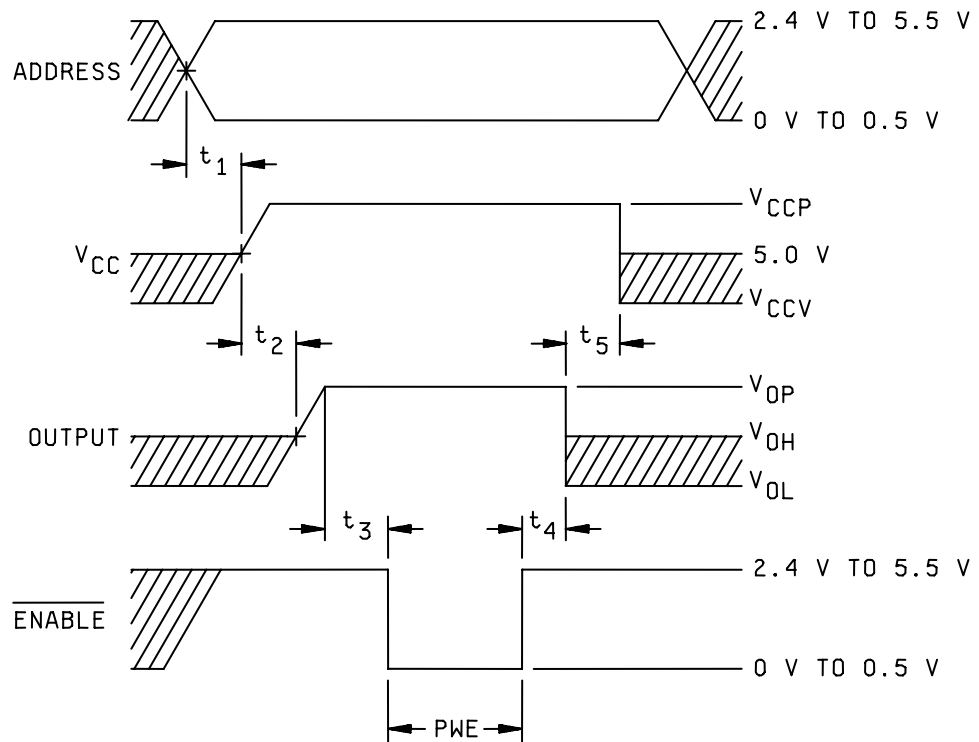 2.4 V TO 5.5 V
ADDRESS
0 V TO 0.5 V
t1
VCCP
VCC
5.0 V
VCCV
t2
t5
VOP
OUTPUT
VOH
VOL
t3
t4
2.4 V TO 5.5 V
ENABLE
0 V TO 0.5 V
PWE